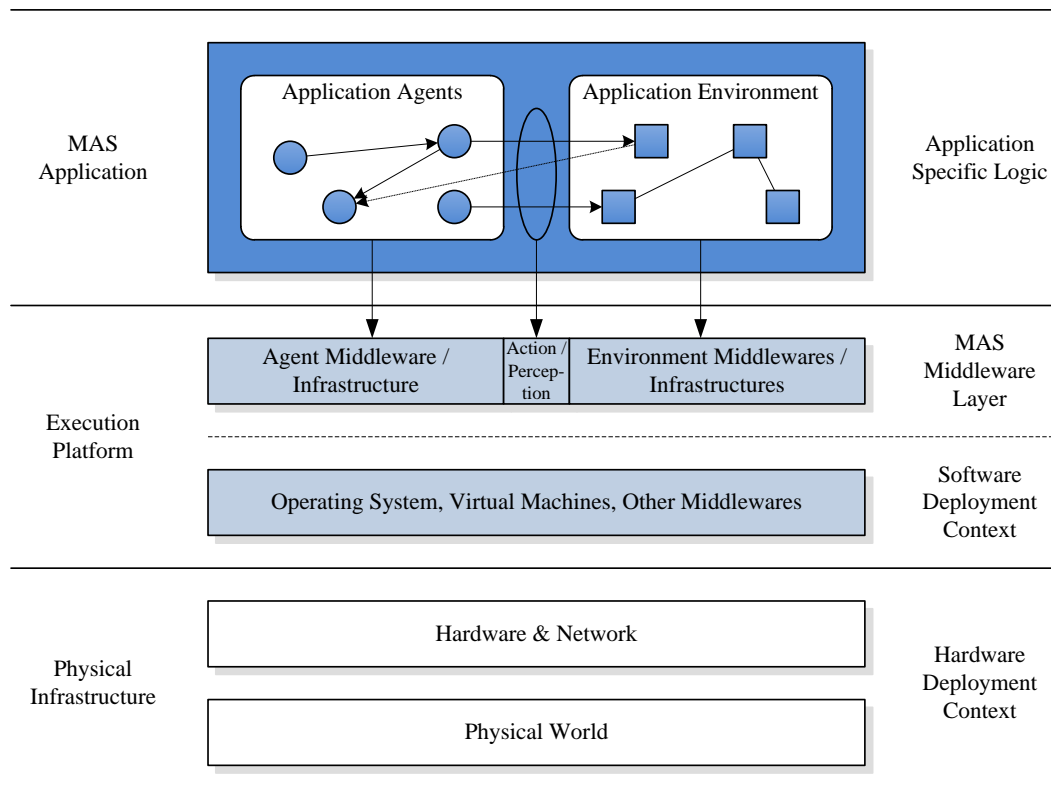 Application Agents
Application Environment
MAS
Application
Application
Specific Logic
Agent Middleware /
Infrastructure
Action /
Percep-
tion
Environment Middlewares /
Infrastructures
MAS
Middleware
Layer
Execution
Platform
Operating System, Virtual Machines, Other Middlewares
Software
Deployment
Context
Hardware & Network
Physical
Infrastructure
Hardware
Deployment
Context
Physical World